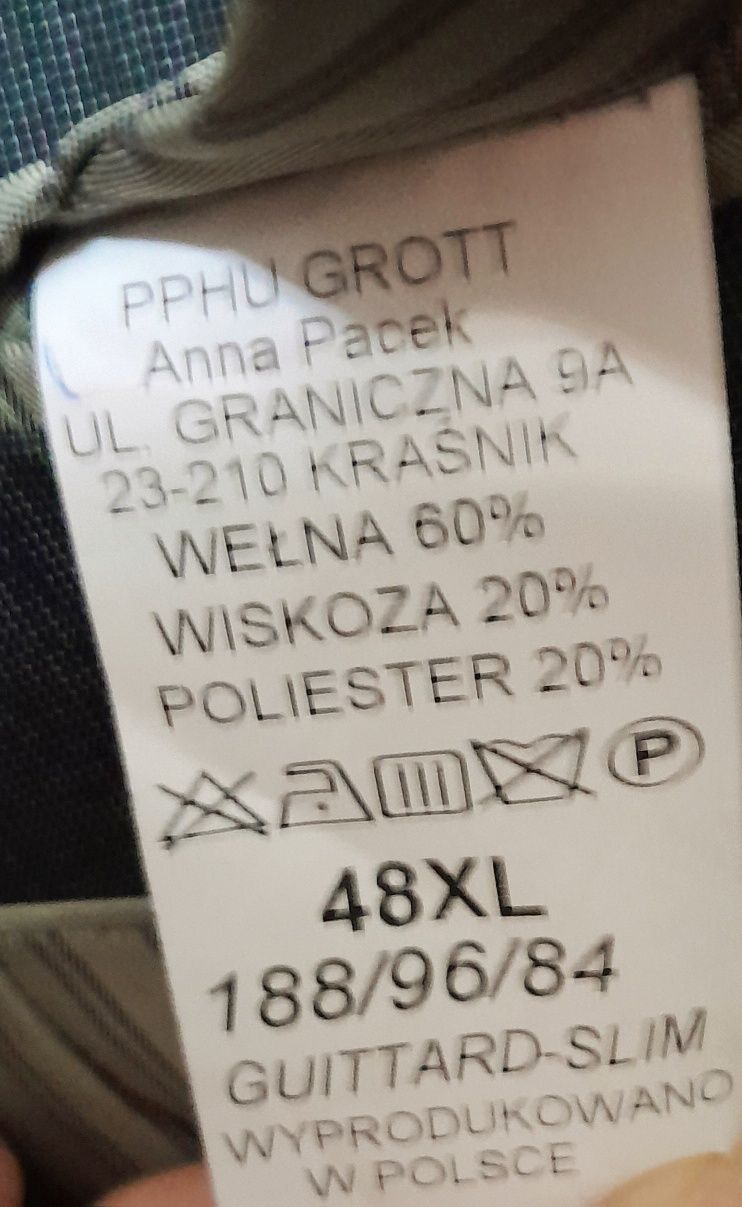 PPHU GROTT
Anna Pacek
UL. GRANICZNA 9A
23-210 KRAŚNIK
WEŁNA 60%
WISKOZA 20%
POLIESTER 20%
P
48XL
188/96/84
GUITTARD-SLIM
WYPRODUKOWANO
W POLSCE